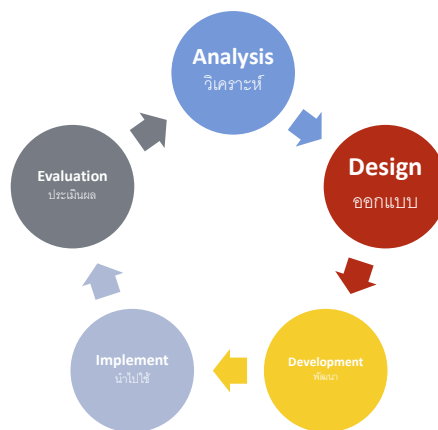 Analysis
วิเคราะห์
Design
ออกแบบ
Development
พัฒนา
Implement
นำไปใช้
Evaluation
ประเมินผล